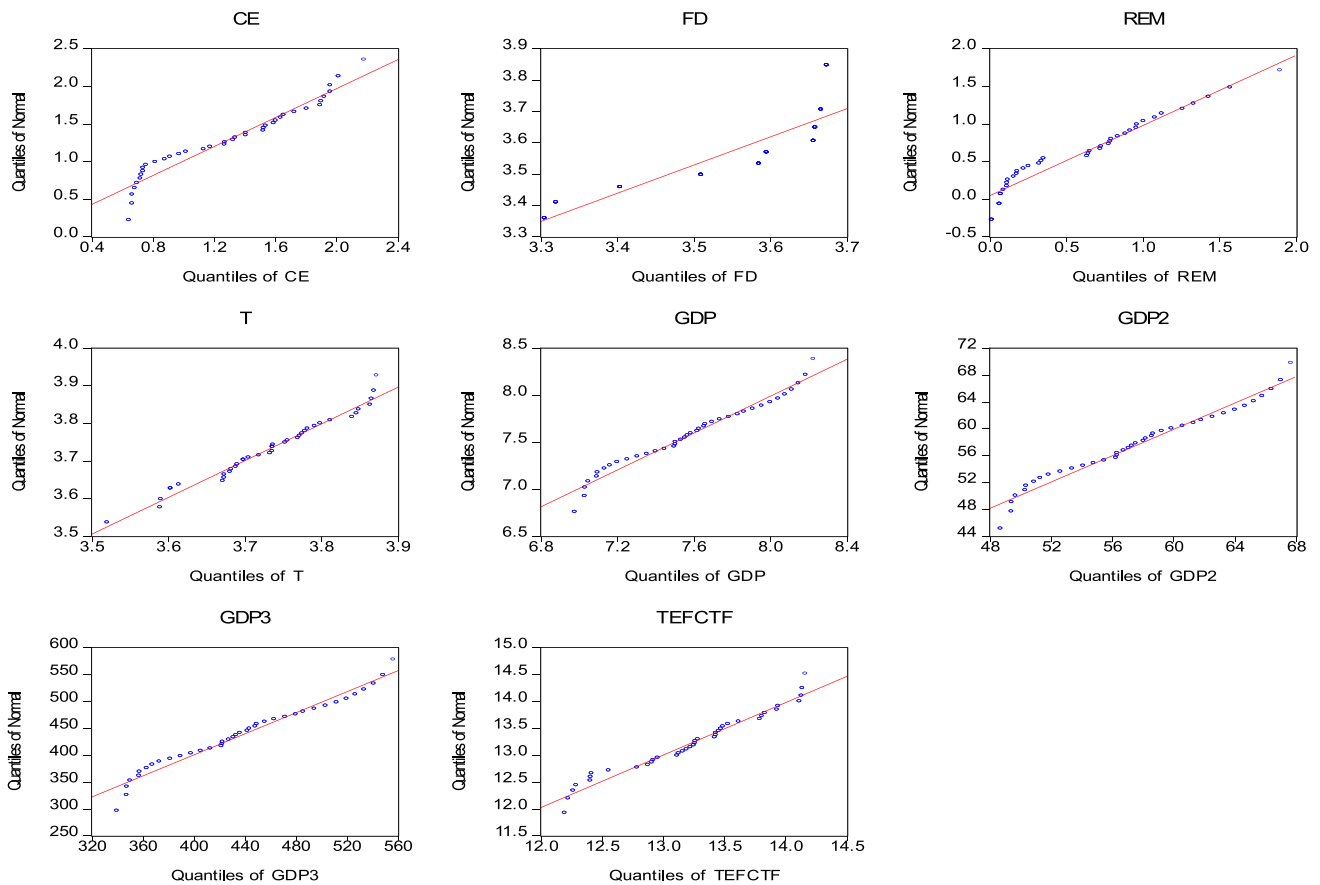 CE
2.5
2.0
1.5
1.0
0.5
0.0
0.4 0.8 1.2 1.6 2.0 2.4
Quantiles of Normal
Quantiles of CE
FD
3.9
3.8
3.7
3.6
3.5
3.4
3.3
3.3 3.4 3.5 3.6 3.7
Quantiles of Normal
Quantiles of FD
REM
2.0
1.5
1.0
0.5
0.0
-0.5
0.0 0.5 1.0 1.5 2.0
Quantiles of Normal
Quantiles of REM
T
4.0
3.9
3.8
3.7
3.6
3.5
3.5 3.6 3.7 3.8 3.9
Quantiles of Normal
Quantiles of T
GDP
8.5
8.0
7.5
7.0
6.5
6.8 7.2 7.6 8.0 8.4
Quantiles of Normal
Quantiles of GDP
GDP2
72
68
64
60
56
52
48
44
48 52 56 60 64 68
Quantiles of Normal
Quantiles of GDP2
GDP3
600
550
500
450
400
350
300
250
320 360 400 440 480 520 560
Quantiles of Normal
Quantiles of GDP3
TEFCTF
15.0
14.5
14.0
13.5
13.0
12.5
12.0
11.5
12.0 12.5 13.0 13.5 14.0 14.5
Quantiles of Normal
Quantiles of TEFCTF